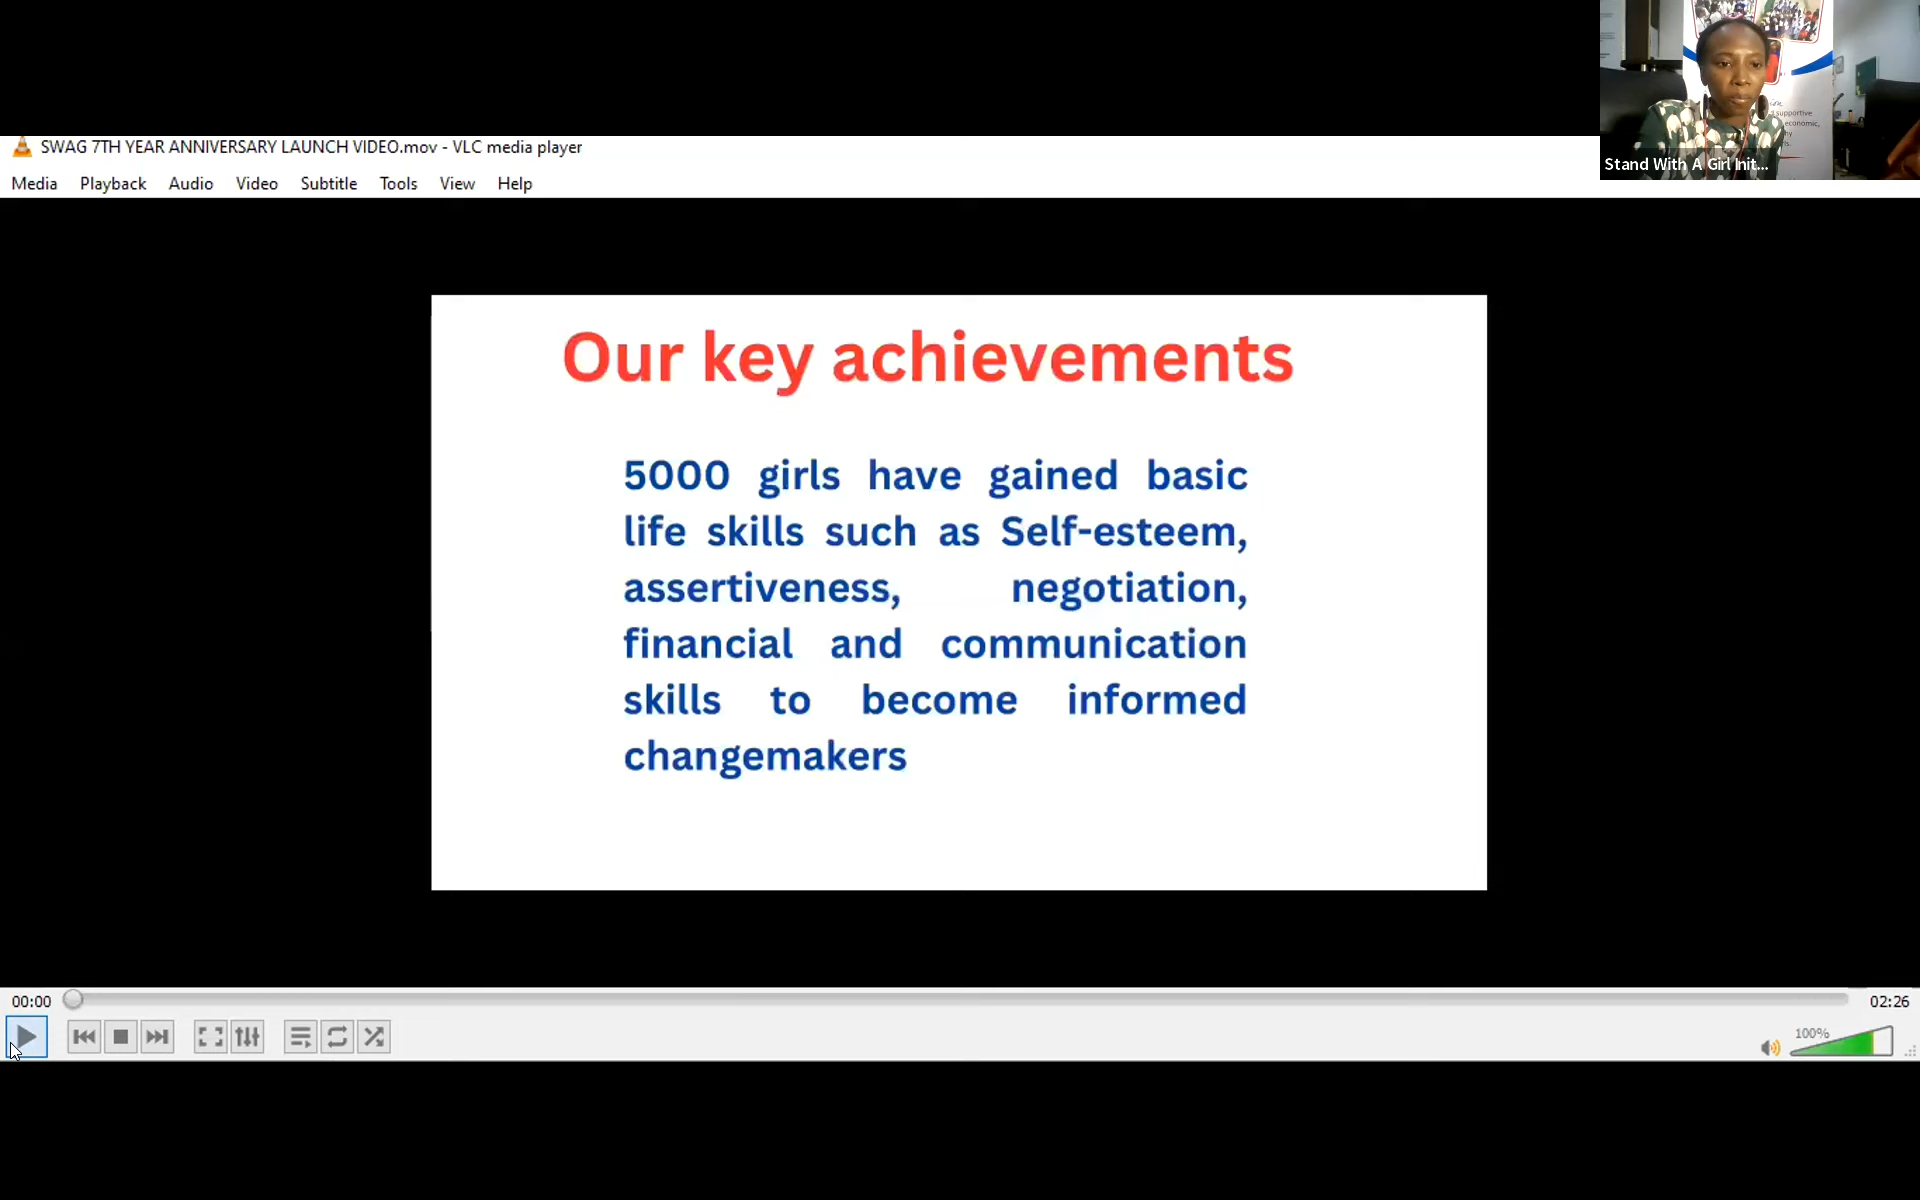 SWAG 7TH YEAR ANNIVERSARY LAUNCH VIDEO.mov - VLC media player
Media Playback Audio Video Subtitle Tools View Help
supportive
economic,
Stand With A Girl Init...
Our key achievements
5000 girls have gained basic
life skills such as Self-esteem,
assertiveness, negotiation,
financial and communication
skills to become informed
changemakers
00:00
02:26
100%